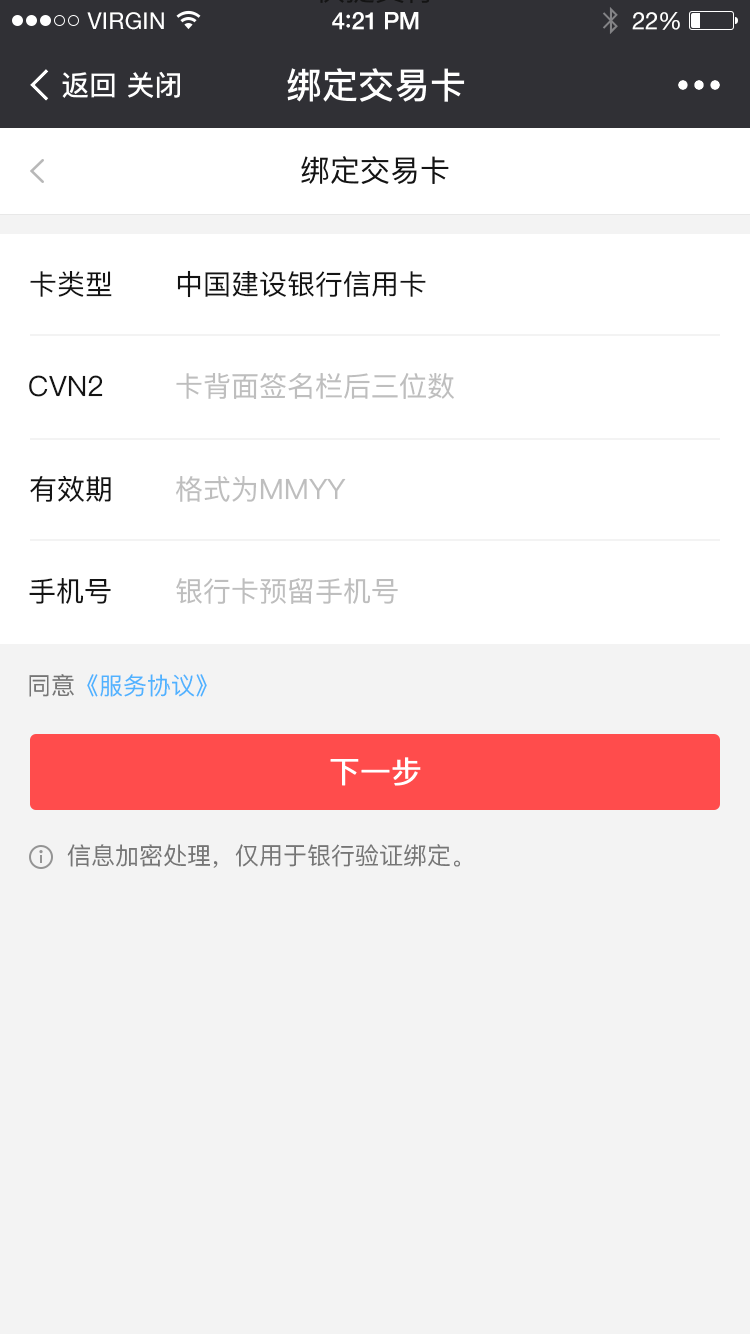 VIRGIN 4:21 PM 22%
返回 关闭 绑定交易卡
绑定交易卡
卡类型 中国建设银行信用卡
CVN2 卡背面签名栏后三位数
有效期 格式为MMYY
手机号 银行卡预留手机号
同意《服务协议》
下一步
信息加密处理，仅用于银行验证绑定。